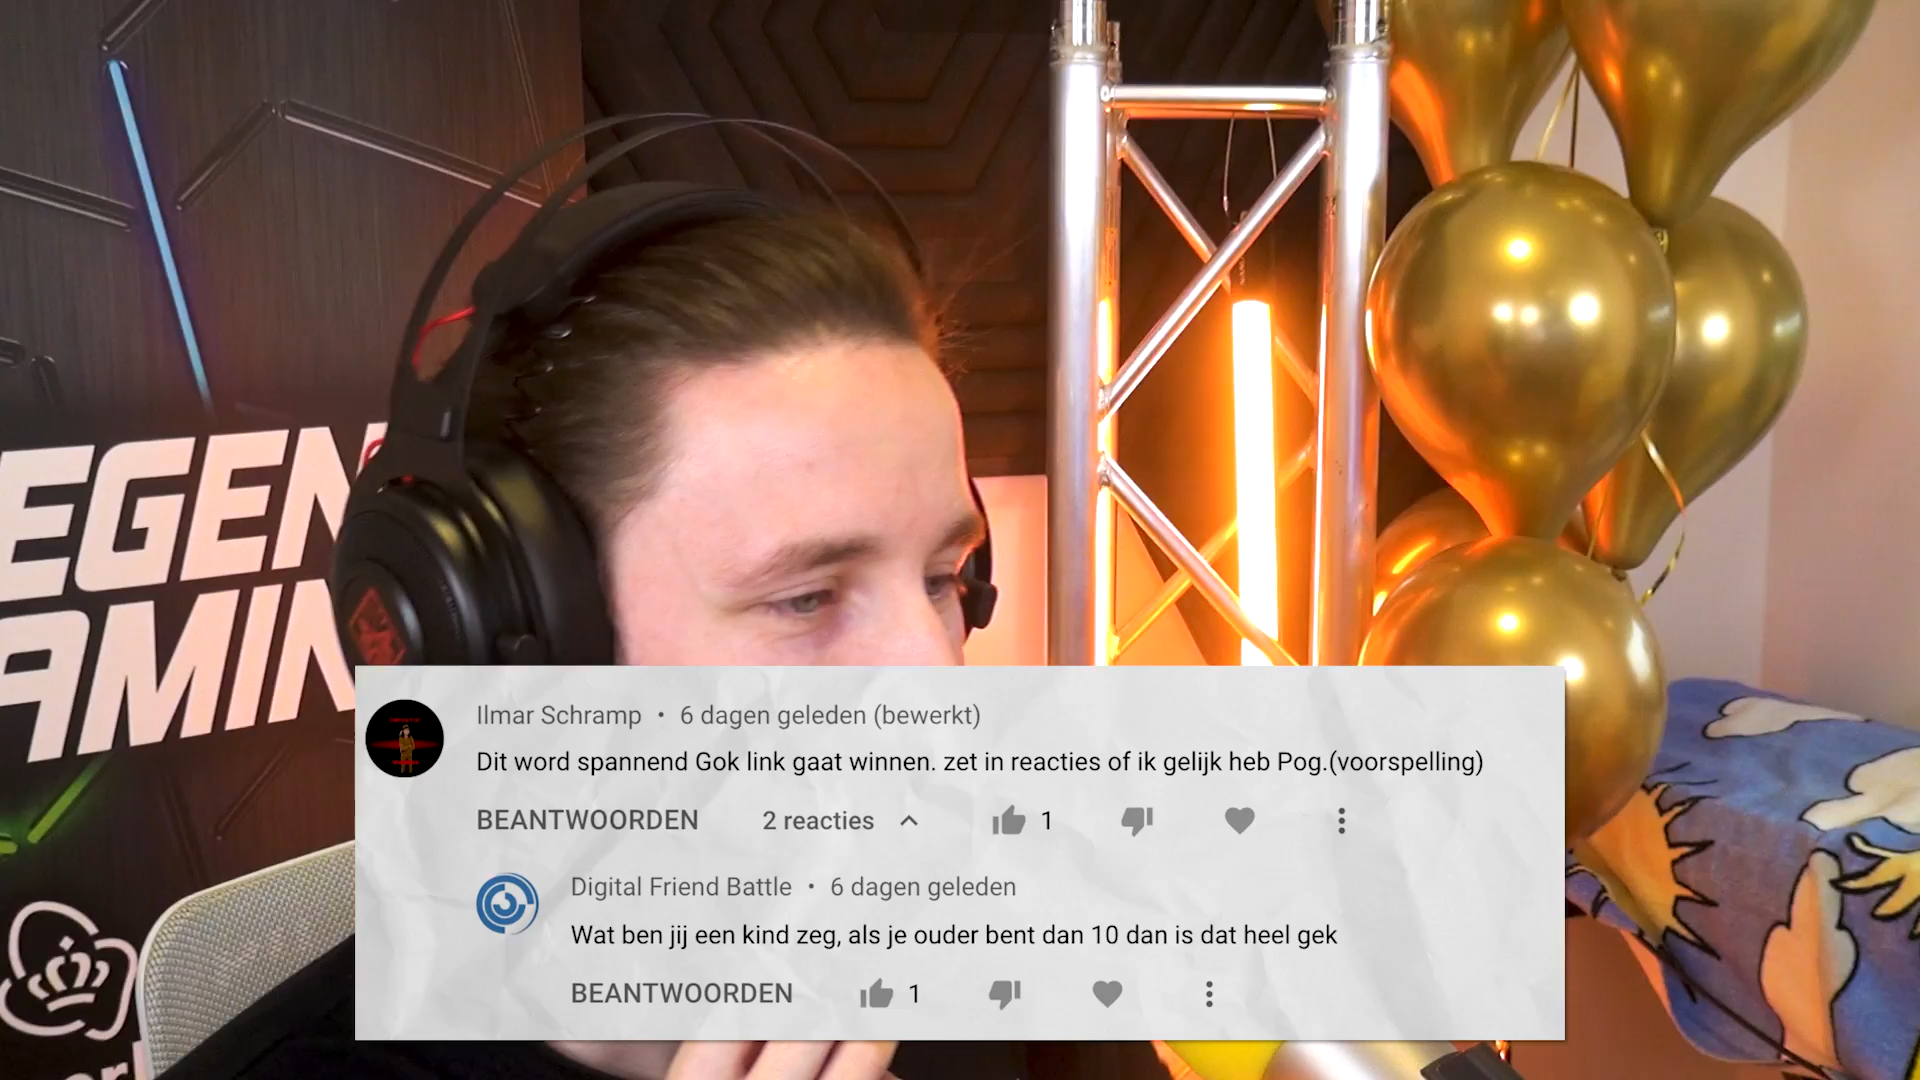 EGEN
AMIN
Ilmar Schramp • 6 dagen geleden (bewerkt)
Dit word spannend Gok link gaat winnen. zet in reacties of ik gelijk heb Pog.(voorspelling)
BEANTWOORDEN 2 reacties 1
Digital Friend Battle • 6 dagen geleden
Wat ben jij een kind zeg, als je ouder bent dan 10 dan is dat heel gek
BEANTWOORDEN 1